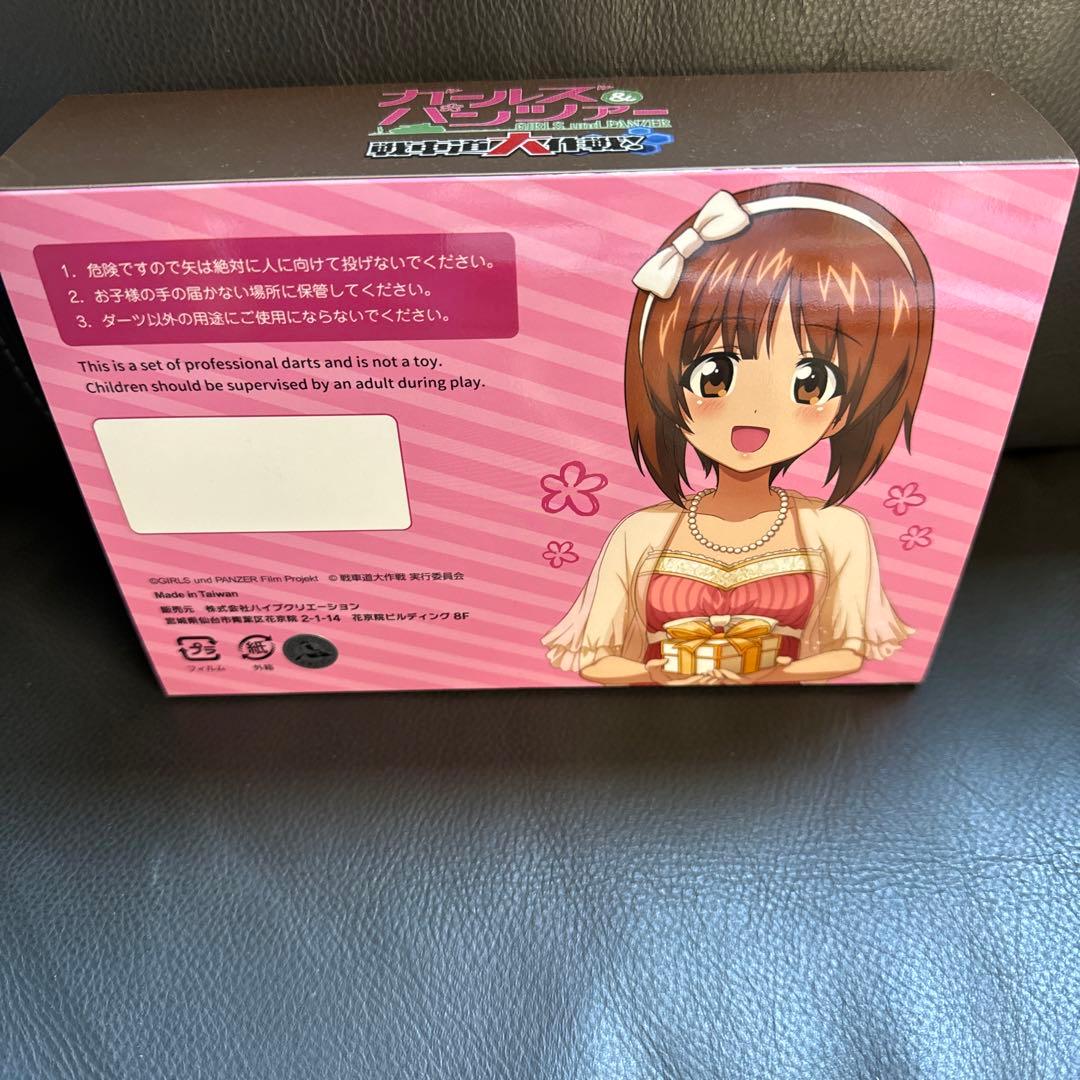 ガールズ&
パンツァー
GIRLS und PANZER
戦車道大作戦!
1. 危険ですので矢は絶対に人に向けて投げないでください。
2. お子様の手の届かない場所に保管してください。
3. ダーツ以外の用途にご使用にならないでください。
This is a set of professional darts and is not a toy.
Children should be supervised by an adult during play.
©GIRLS und PANZER Film Projekt ©戦車道大作戦 実行委員会
Made in Taiwan
販売元 株式会社ハイブクリエーション
宮城県仙台市青葉区花京院 2-1-14 花京院ビルディング 8F
プラ 紙
フィルム 外箱